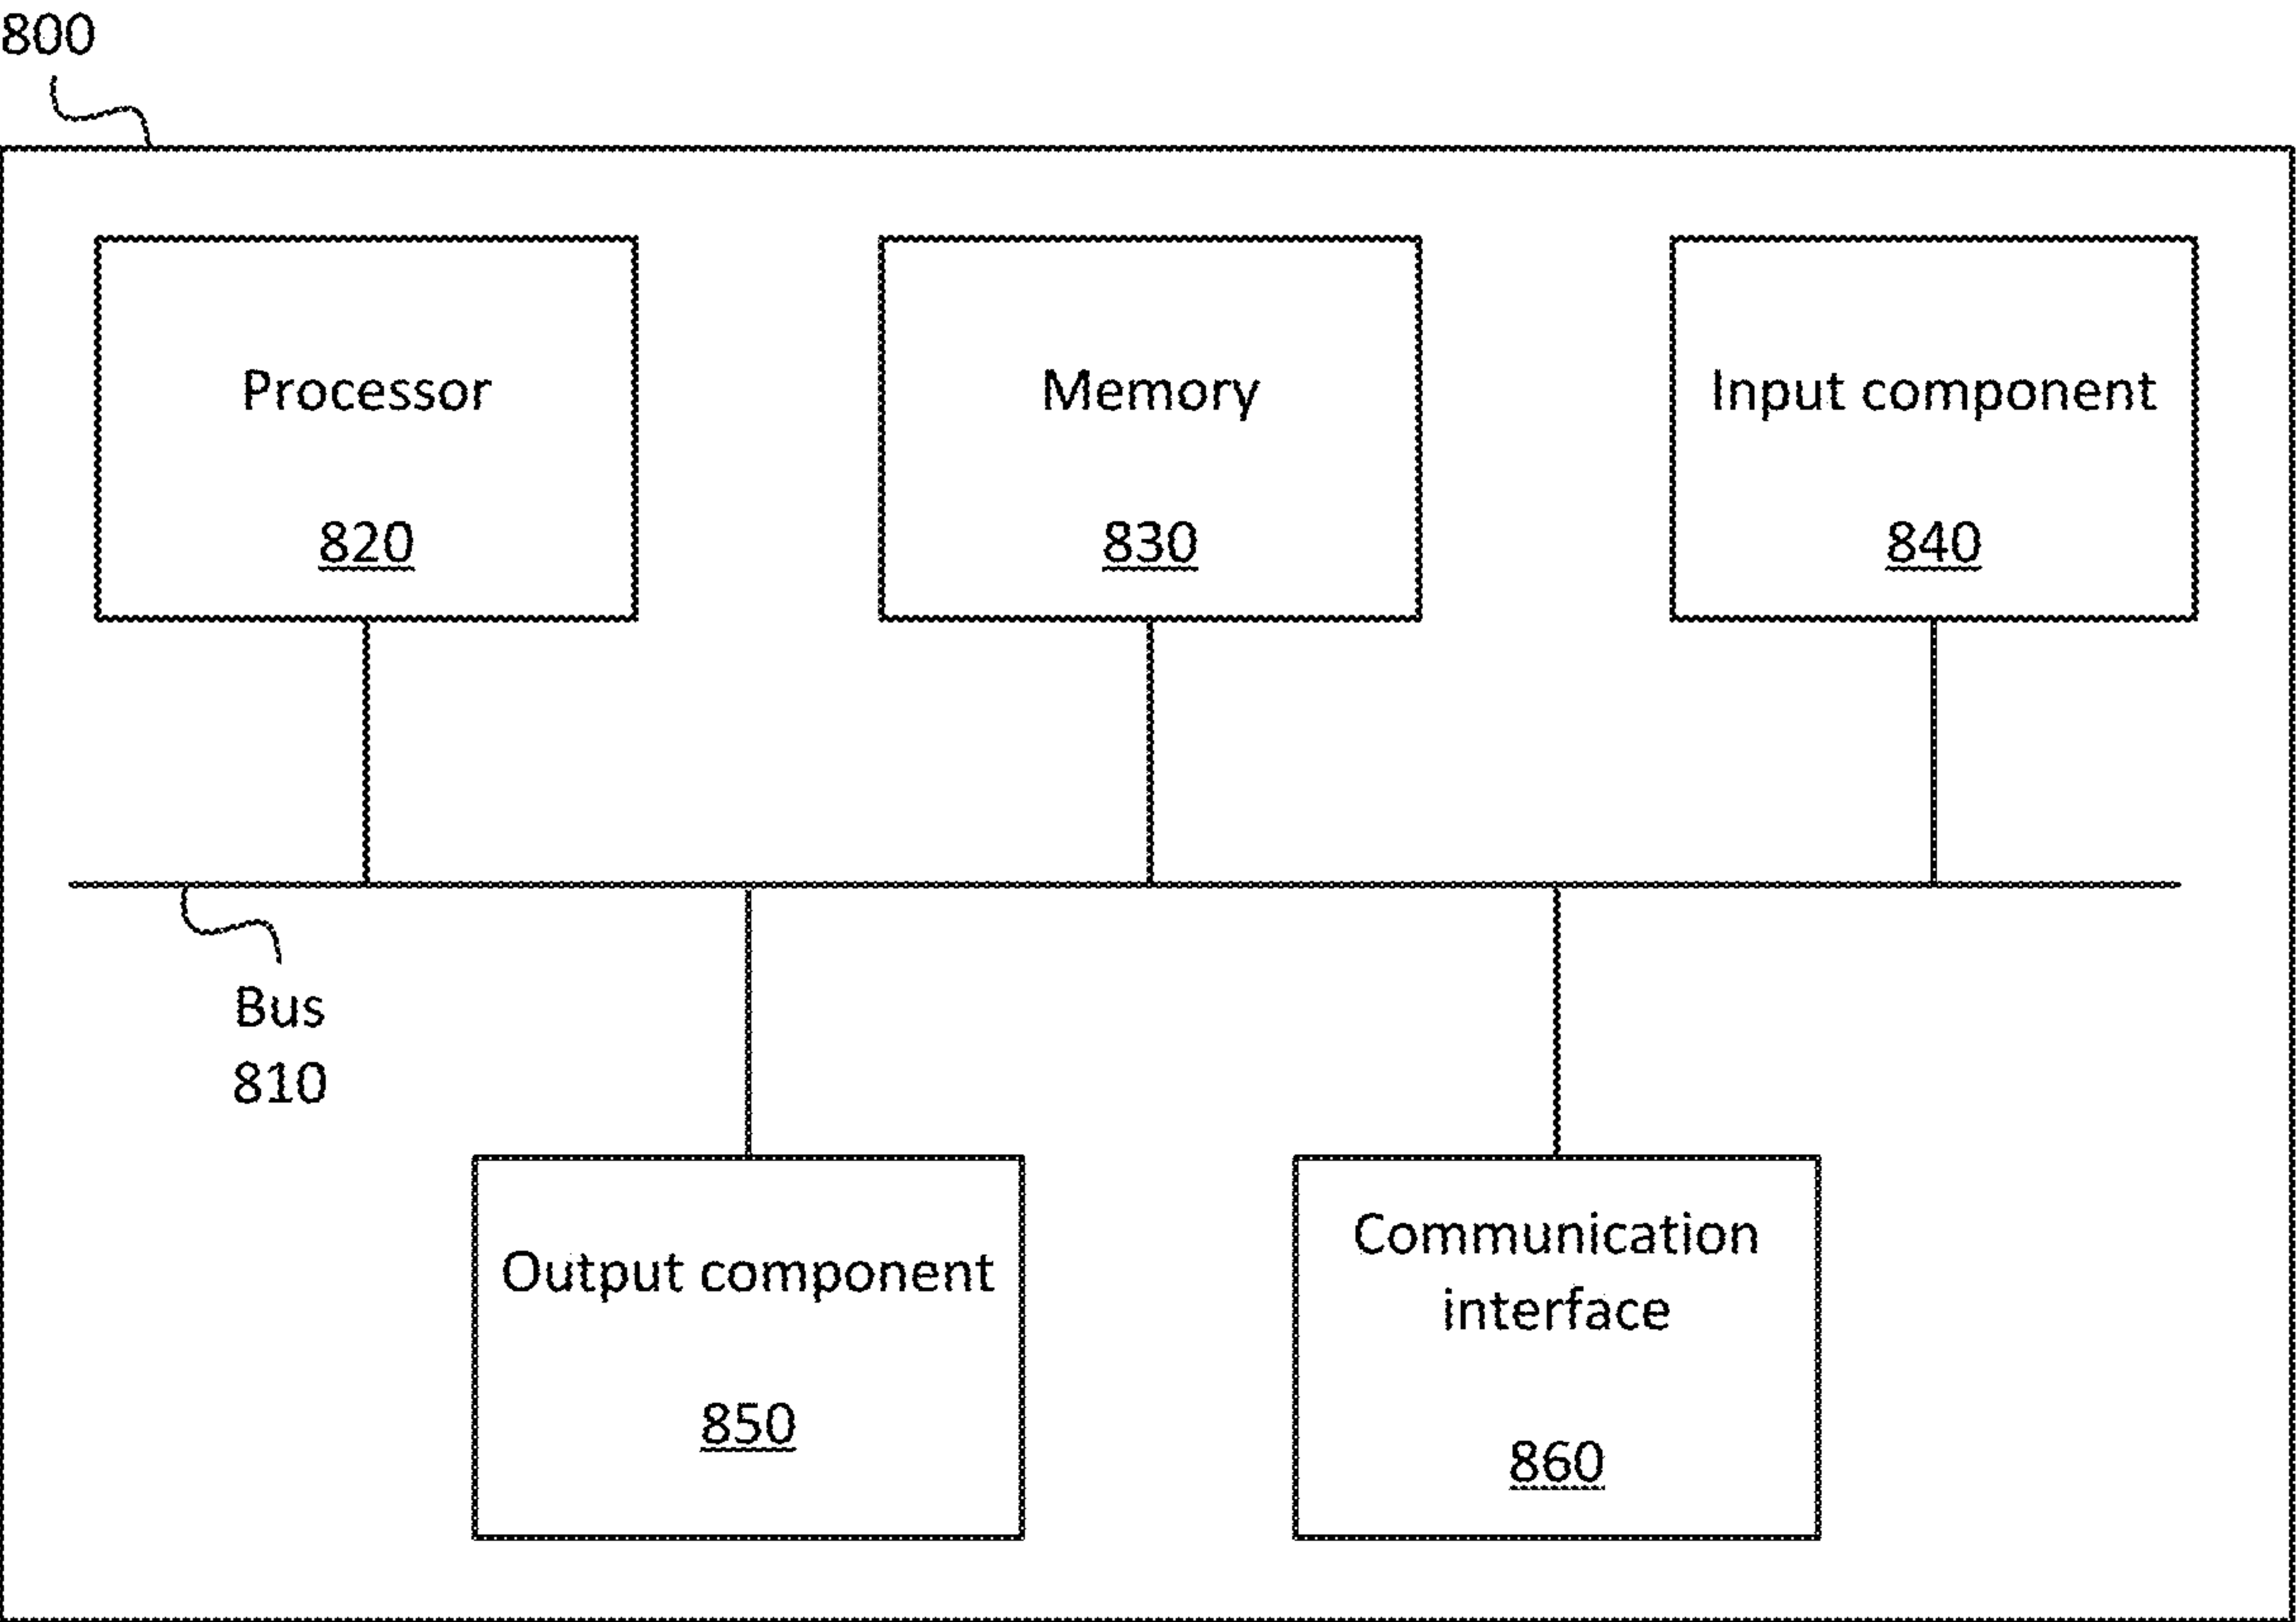 800
Processor
820
Memory
830
Input component
840
Bus
810
Output component
850
Communication
interface
860